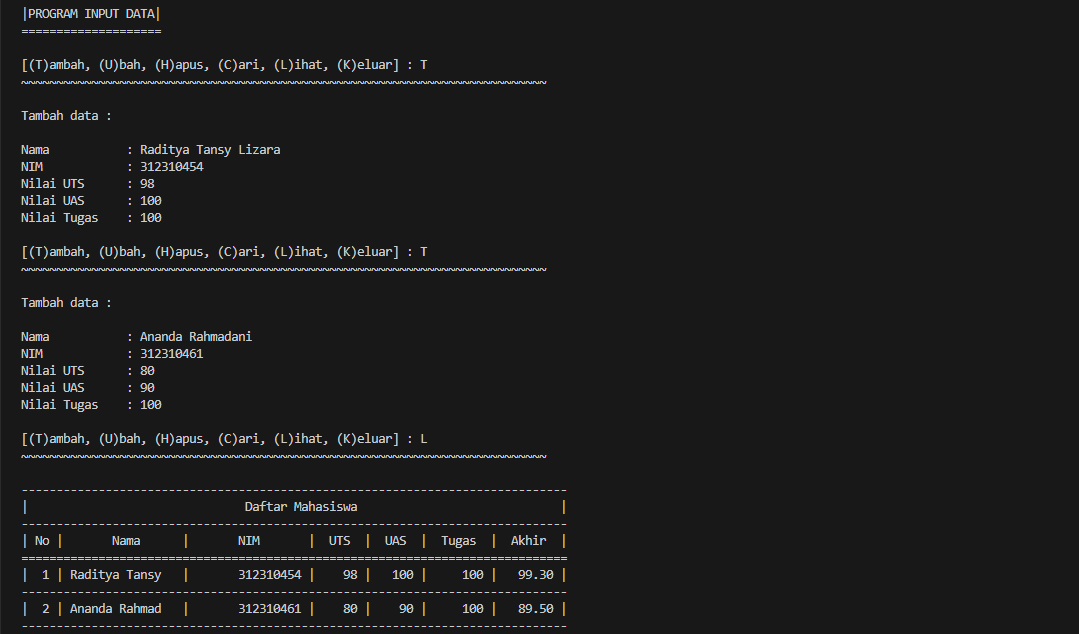 |PROGRAM INPUT DATA|
====================
[(T)ambah, (U)bah, (H)apus, (C)ari, (L)ihat, (K)eluar] : T
~~~~~~~~~~~~~~~~~~~~~~~~~~~~~~~~~~~~~~~~~~~~~~~~~~~~~~~~~~~~~~~~~~~~~~~~~~~
Tambah data :
Nama           : Raditya Tansy Lizara
NIM            : 312310454
Nilai UTS      : 98
Nilai UAS      : 100
Nilai Tugas    : 100
[(T)ambah, (U)bah, (H)apus, (C)ari, (L)ihat, (K)eluar] : T
~~~~~~~~~~~~~~~~~~~~~~~~~~~~~~~~~~~~~~~~~~~~~~~~~~~~~~~~~~~~~~~~~~~~~~~~~~~
Tambah data :
Nama           : Ananda Rahmadani
NIM            : 312310461
Nilai UTS      : 80
Nilai UAS      : 90
Nilai Tugas    : 100
[(T)ambah, (U)bah, (H)apus, (C)ari, (L)ihat, (K)eluar] : L
~~~~~~~~~~~~~~~~~~~~~~~~~~~~~~~~~~~~~~~~~~~~~~~~~~~~~~~~~~~~~~~~~~~~~~~~~~~
------------------------------------------------------------------------------
|                               Daftar Mahasiswa                             |
------------------------------------------------------------------------------
| No |       Nama      |       NIM       |  UTS  |  UAS  |  Tugas  |  Akhir  |
==============================================================================
|  1 | Raditya Tansy   |       312310454 |    98 |   100 |     100 |   99.30 |
------------------------------------------------------------------------------
|  2 | Ananda Rahmad   |       312310461 |    80 |    90 |     100 |   89.50 |
------------------------------------------------------------------------------